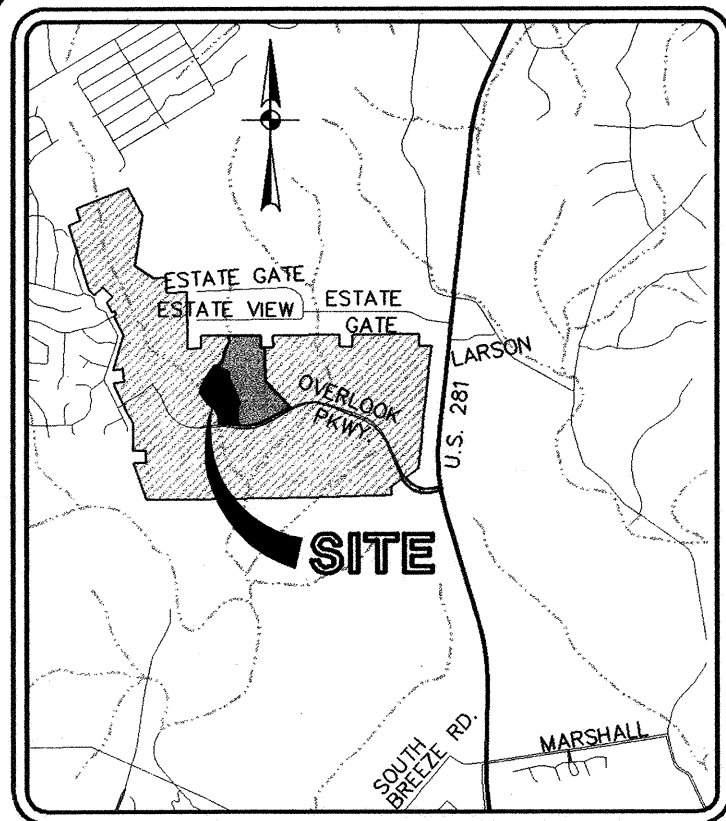 ESTATE GATE
ESTATE VIEW
ESTATE
GATE
LARSON
OVERLOOK
PKWY.
U.S. 281
SITE
SOUTH
BREEZE RD.
MARSHALL